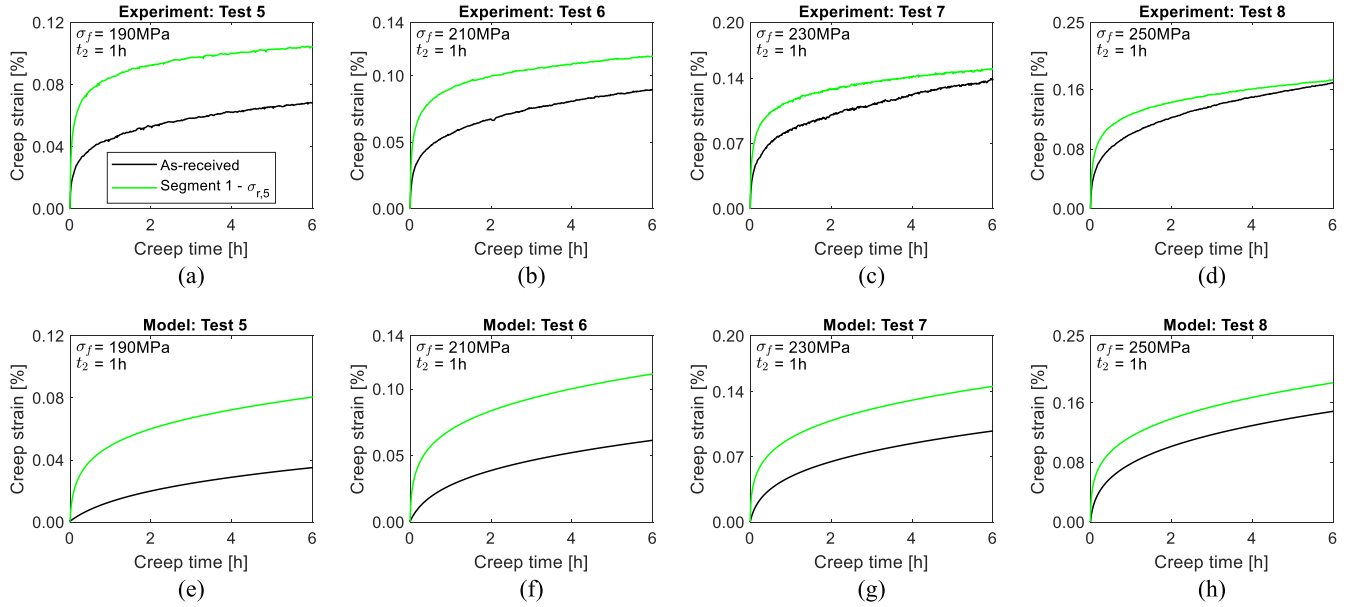 Experiment: Test 5
σf = 190MPa
t2 = 1h
Creep strain [%]
0.12
0.08
0.04
0.00
As-received
Segment 1 - σr,5
0 2 4 6
Creep time [h]
(a)
Experiment: Test 6
σf = 210MPa
t2 = 1h
Creep strain [%]
0.14
0.10
0.05
0.00
0 2 4 6
Creep time [h]
(b)
Experiment: Test 7
σf = 230MPa
t2 = 1h
Creep strain [%]
0.20
0.14
0.07
0.00
0 2 4 6
Creep time [h]
(c)
Experiment: Test 8
σf = 250MPa
t2 = 1h
Creep strain [%]
0.25
0.16
0.08
0.00
0 2 4 6
Creep time [h]
(d)
Model: Test 5
σf = 190MPa
t2 = 1h
Creep strain [%]
0.12
0.08
0.04
0.00
0 2 4 6
Creep time [h]
(e)
Model: Test 6
σf = 210MPa
t2 = 1h
Creep strain [%]
0.14
0.10
0.05
0.00
0 2 4 6
Creep time [h]
(f)
Model: Test 7
σf = 230MPa
t2 = 1h
Creep strain [%]
0.20
0.14
0.07
0.00
0 2 4 6
Creep time [h]
(g)
Model: Test 8
σf = 250MPa
t2 = 1h
Creep strain [%]
0.25
0.16
0.08
0.00
0 2 4 6
Creep time [h]
(h)